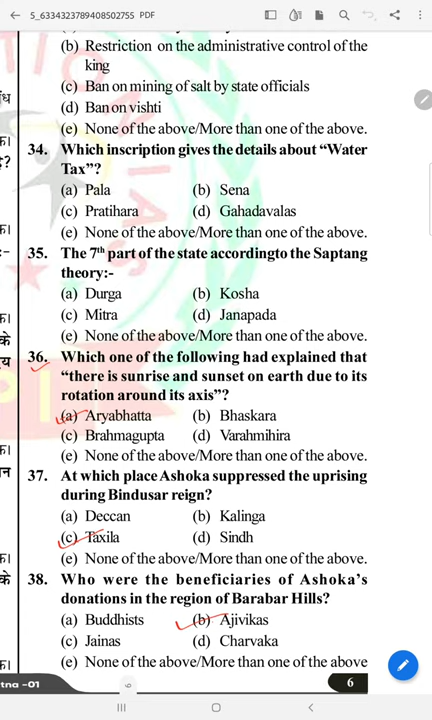 5_6334323789408502755 PDF
(b) Restriction on the administrative control of the
king
(c) Ban on mining of salt by state officials
(d) Ban on vishti
(e) None of the above/More than one of the above.
34. Which inscription gives the details about “Water
Tax”?
(a) Pala (b) Sena
(c) Pratihara (d) Gahadavalas
(e) None of the above/More than one of the above.
35. The 7th part of the state accordingto the Saptang
theory:-
(a) Durga (b) Kosha
(c) Mitra (d) Janapada
(e) None of the above/More than one of the above.
36. Which one of the following had explained that
“there is sunrise and sunset on earth due to its
rotation around its axis”?
(a) Aryabhatta (b) Bhaskara
(c) Brahmagupta (d) Varahmihira
(e) None of the above/More than one of the above.
37. At which place Ashoka suppressed the uprising
during Bindusar reign?
(a) Deccan (b) Kalinga
(c) Taxila (d) Sindh
(e) None of the above/More than one of the above.
38. Who were the beneficiaries of Ashoka’s
donations in the region of Barabar Hills?
(a) Buddhists (b) Ajivikas
(c) Jainas (d) Charvaka
(e) None of the above/More than one of the above
tna -01 6 6